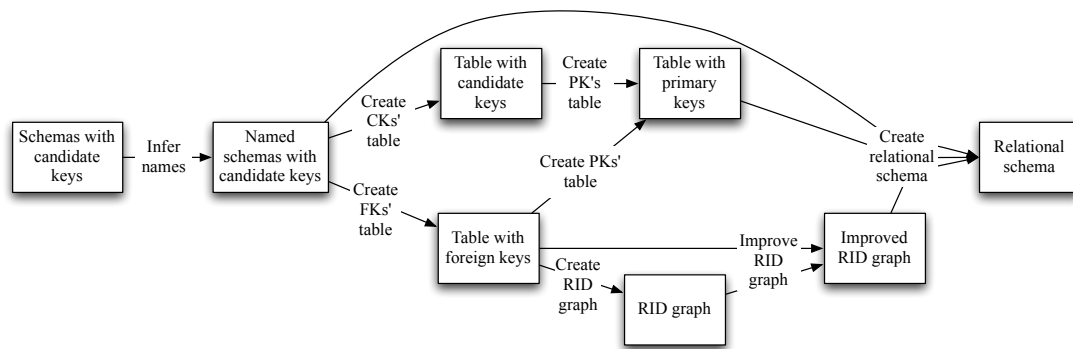 Schemas with
candidate
keys
Infer
names
Named
schemas with
candidate keys
Create
CKs'
table
Table with
candidate
keys
Create
PK's
table
Table with
primary
keys
Create
FKs'
table
Table with
foreign keys
Create PKs'
table
Create
RID
graph
RID graph
Improve
RID
graph
Improved
RID graph
Create
relational
schema
Relational
schema